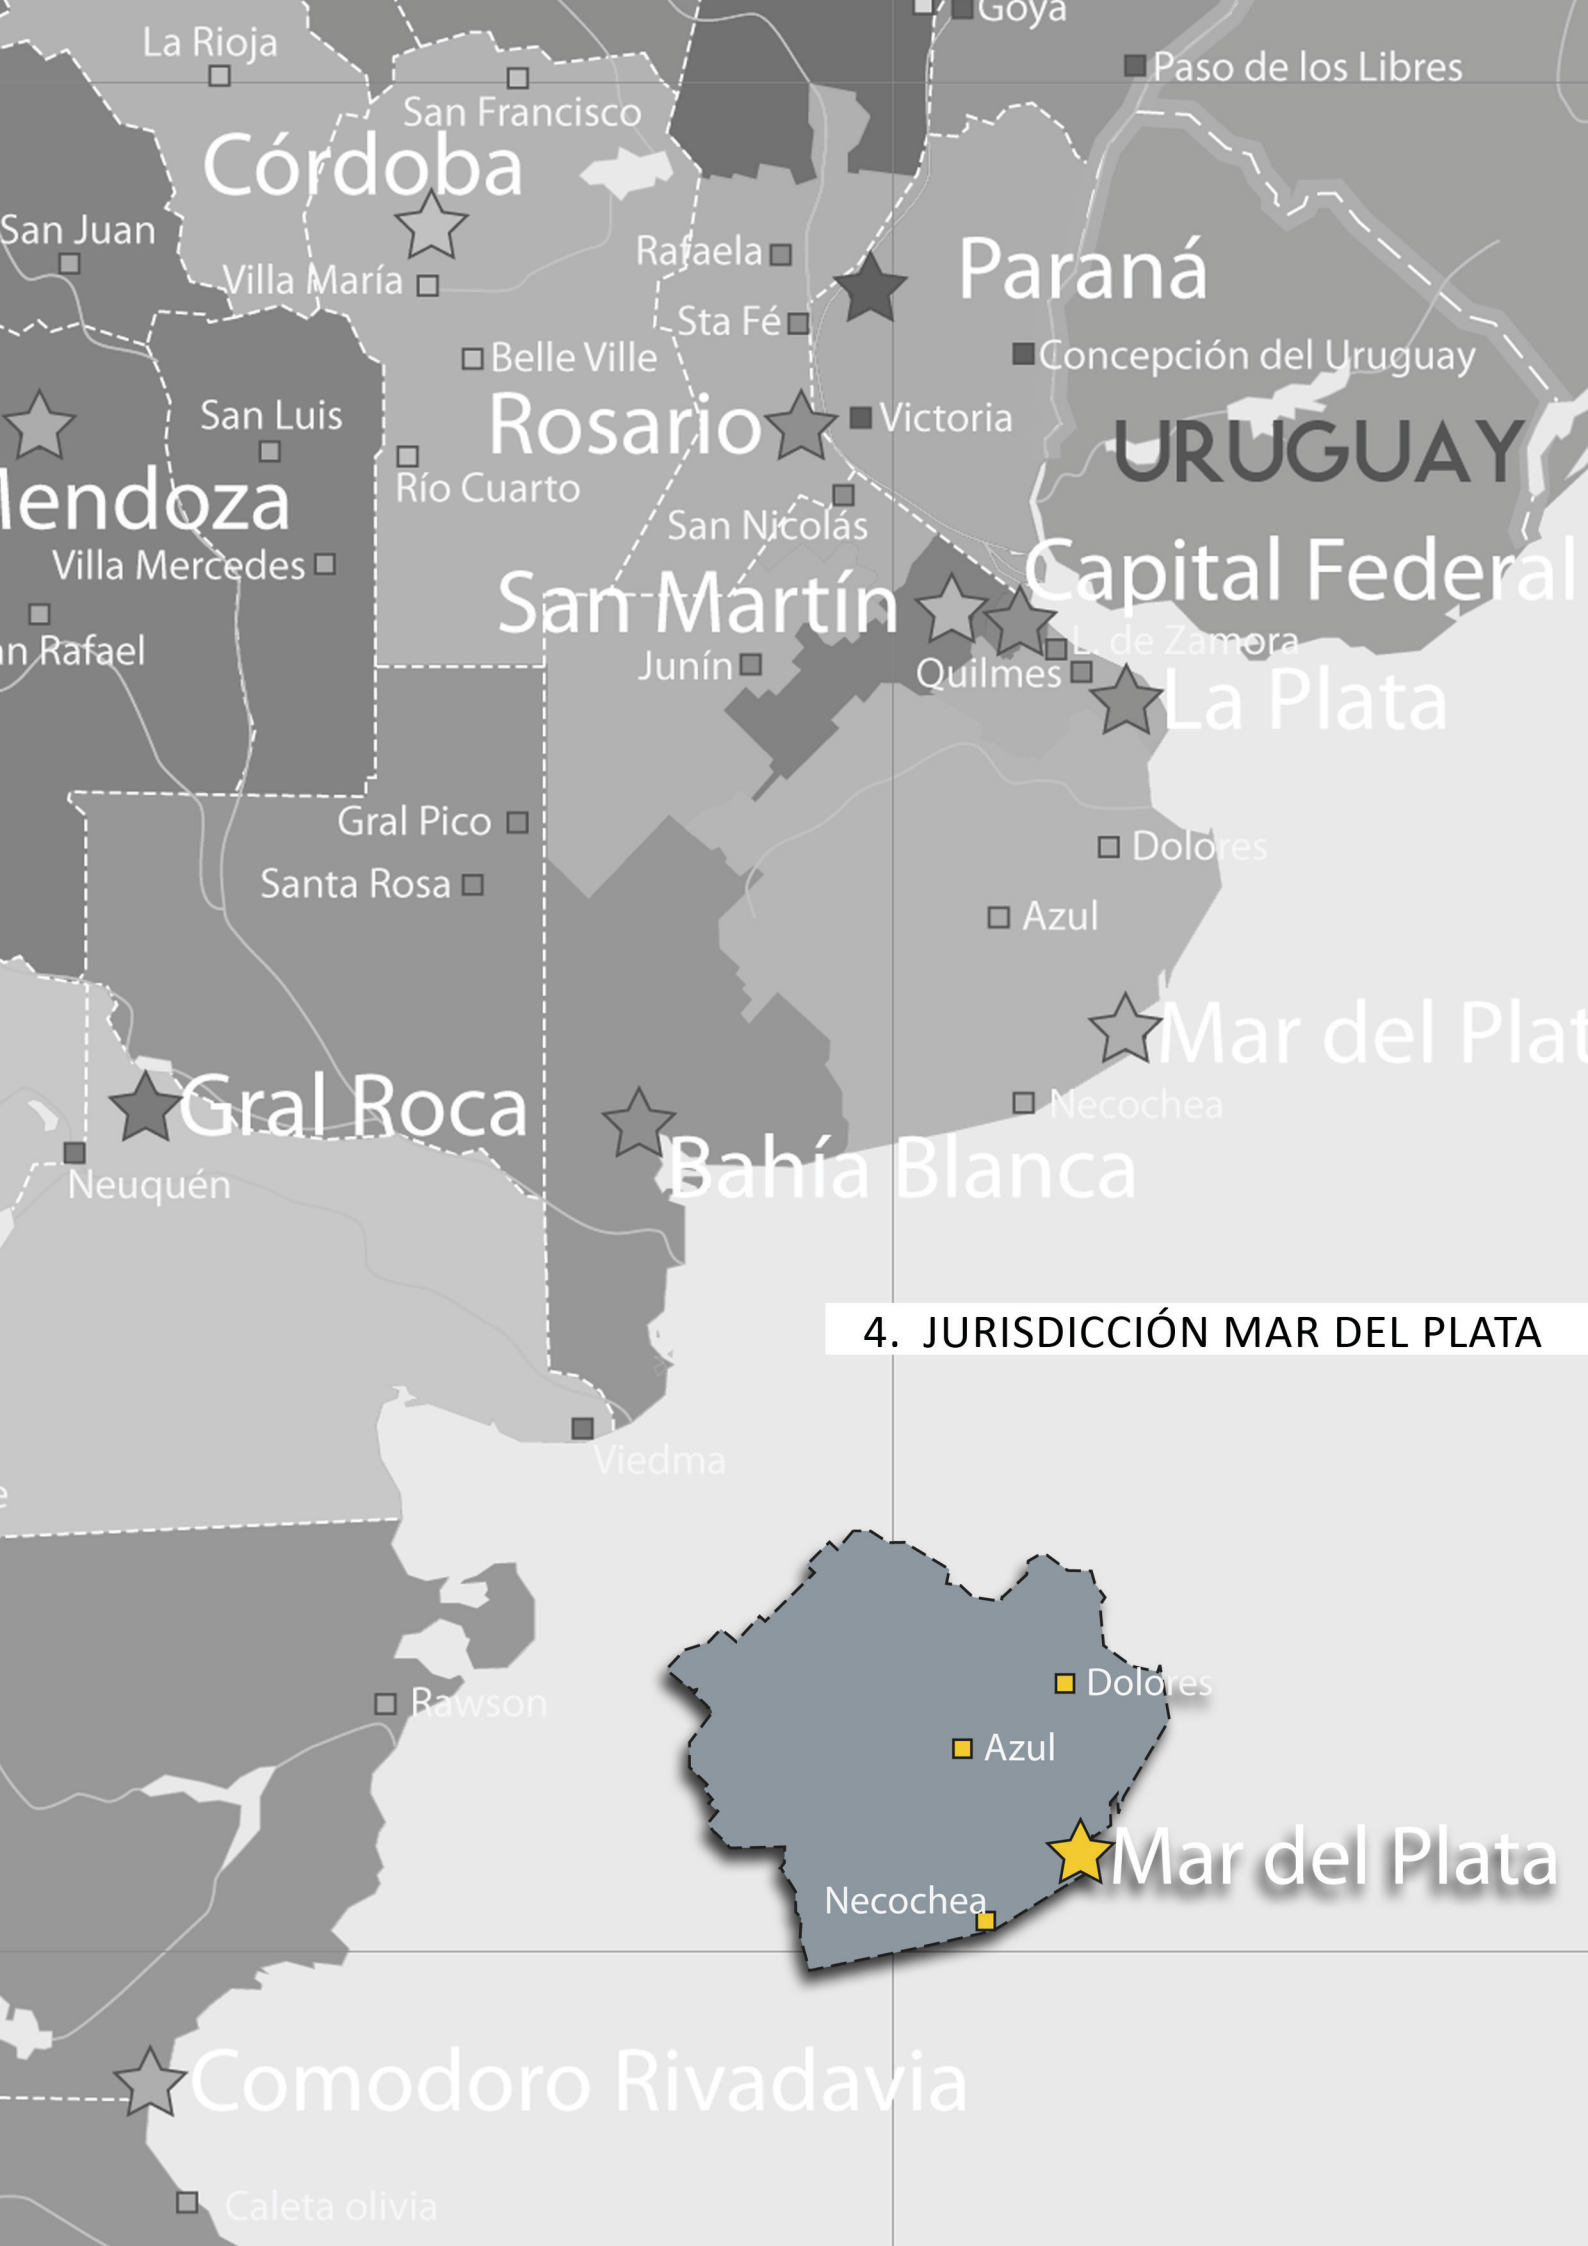 Goya
La Rioja
Paso de los Libres
San Francisco
Córdoba
San Juan
Rafaela
Paraná
Villa María
Sta Fé
Belle Ville
Concepción del Uruguay
San Luis
Rosario
Victoria
URUGUAY
Río Cuarto
Mendoza
San Nicolás
Villa Mercedes
Capital Federal
San Martín
L. de Zamora
an Rafael
Junín
Quilmes
La Plata
Gral Pico
Dolores
Santa Rosa
Azul
Mar del Plat
Gral Roca
Necochea
Bahía Blanca
Neuquén
4. JURISDICCIÓN MAR DEL PLATA
Viedma
e
Dolores
Rawson
Azul
Mar del Plata
Necochea
Comodoro Rivadavia
Caleta olivia